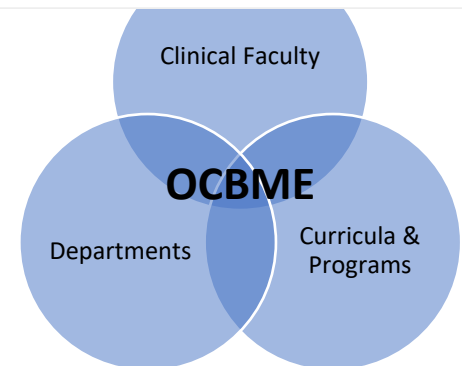 Clinical Faculty
OCBME
Departments
Curricula &
Programs